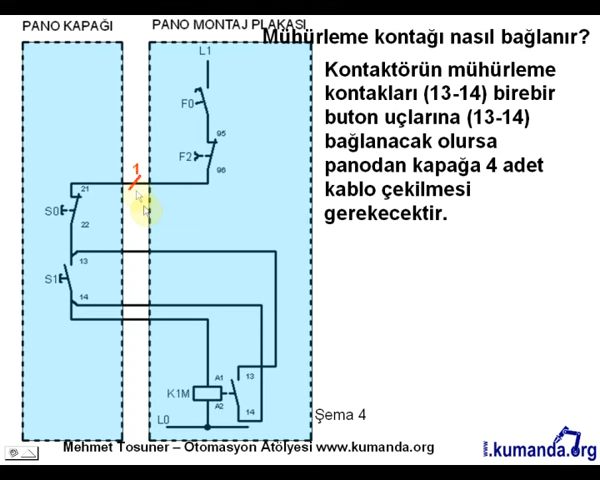 PANO KAPAĞI
PANO MONTAJ PLAKASI
Mühürleme kontağı nasıl bağlanır?
L1
Kontaktörün mühürleme
kontakları (13-14) birebir
buton uçlarına (13-14)
bağlanacak olursa
panodan kapağa 4 adet
kablo çekilmesi
gerekecektir.
F0
95
F2
96
1
21
S0
22
13
S1
14
A1
13
K1M
A2
14
L0
Şema 4
Mehmet Tosuner – Otomasyon Atölyesi www.kumanda.org
www.kumanda.org